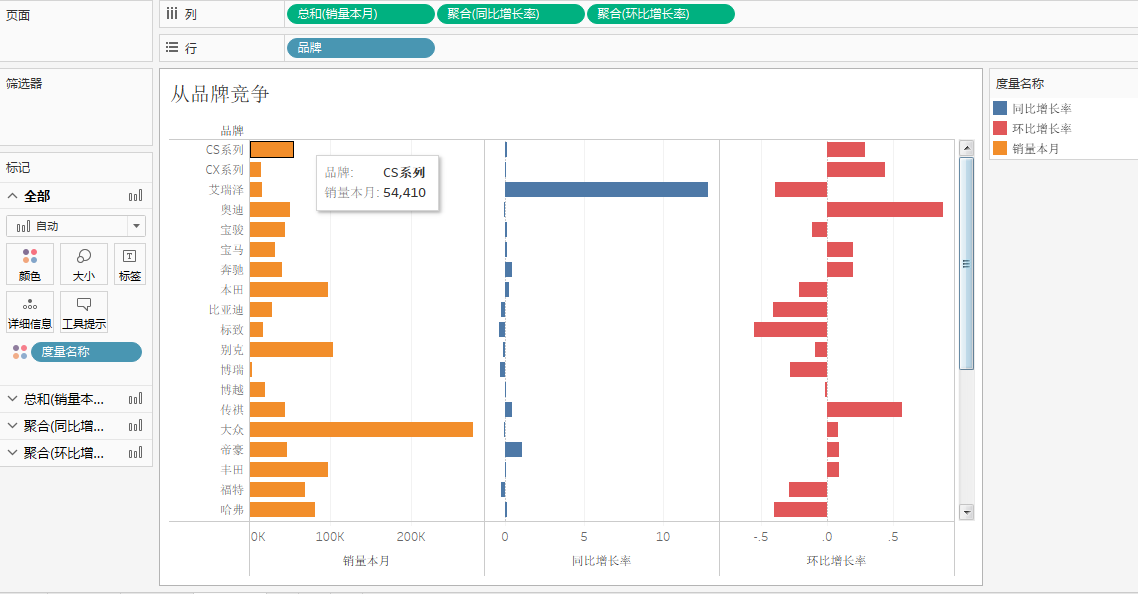 页面
列
总和(销量本月)
聚合(同比增长率)
聚合(环比增长率)
行
品牌
筛选器
标记
全部
自动
颜色
大小
标签
详细信息
工具提示
度量名称
总和(销量本...
聚合(同比增...
聚合(环比增...
从品牌竞争
品牌
CS系列
CX系列
艾瑞泽
奥迪
宝骏
宝马
奔驰
本田
比亚迪
标致
别克
博瑞
博越
传祺
大众
帝豪
丰田
福特
哈弗
品牌: CS系列
销量本月: 54,410
0K 100K 200K
销量本月
0 5 10
同比增长率
-.5 .0 .5
环比增长率
度量名称
同比增长率
环比增长率
销量本月